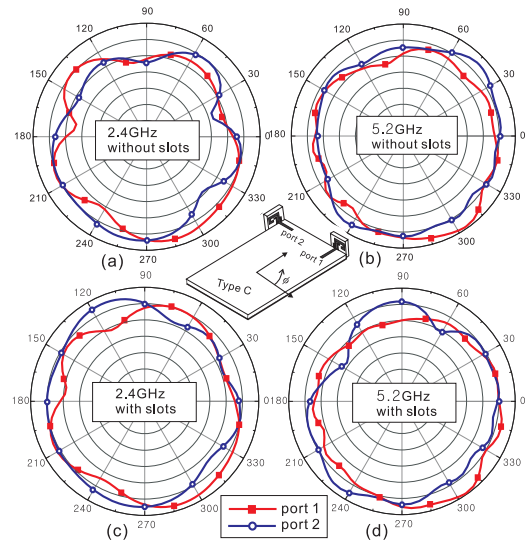 90
120
60
150
30
180
0
210
330
240
300
270
2.4GHz
without slots
(a)
90
120
60
150
30
180
0
210
330
240
300
270
5.2GHz
without slots
(b)
port 2
port 1
Type C
ϕ
90
120
60
150
30
180
0
210
330
240
300
270
2.4GHz
with slots
(c)
90
120
60
150
30
180
0
210
330
240
300
270
5.2GHz
with slots
(d)
port 1
port 2